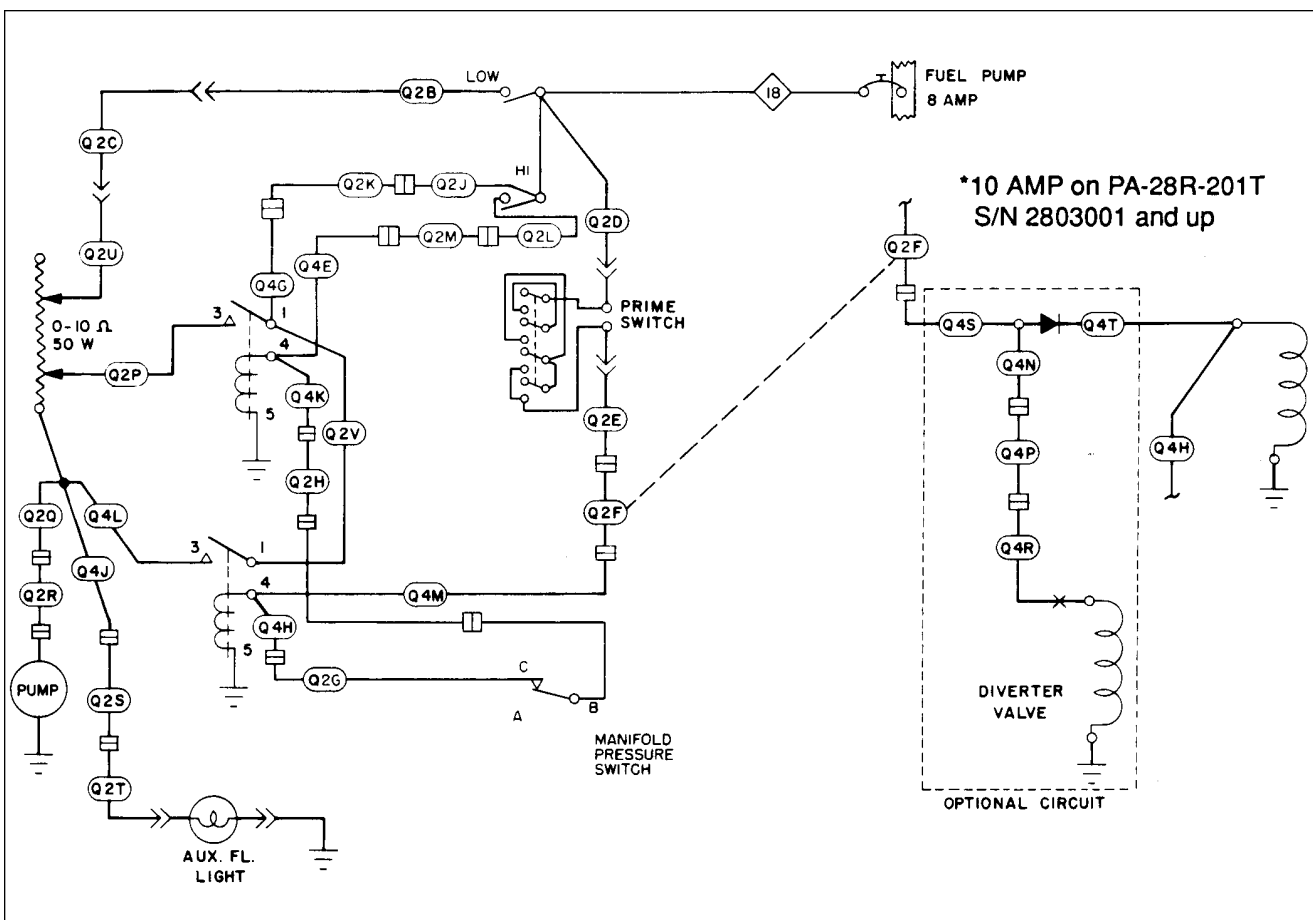 LOW
Q2B
18
FUEL PUMP
8 AMP
Q2C
HI
Q2K
Q2J
*10 AMP on PA-28R-201T
S/N 2803001 and up
Q2D
Q2M
Q2L
Q2F
Q2U
Q4E
Q4G
PRIME
SWITCH
3
1
0-10 Ω
50 W
4
Q4S
Q4T
Q2P
Q4N
Q4K
5
Q2V
Q2E
Q4P
Q4H
Q2H
Q2Q
Q4L
Q2F
3
1
Q4R
Q4J
4
Q4M
Q2R
Q4H
5
Q2G
C
PUMP
Q2S
A
B
DIVERTER
VALVE
MANIFOLD
PRESSURE
SWITCH
Q2T
OPTIONAL CIRCUIT
AUX. FL.
LIGHT